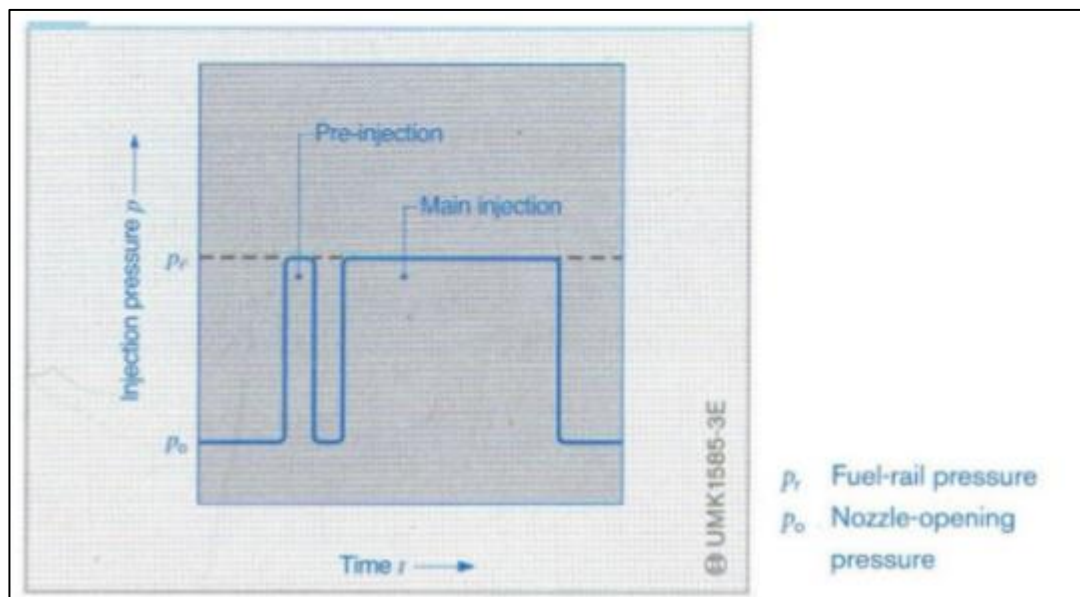 Pre-injection
Main injection
Injection pressure p
pᵣ
pₒ
Time t
UMK1585-3E
pᵣ Fuel-rail pressure
pₒ Nozzle-opening
pressure